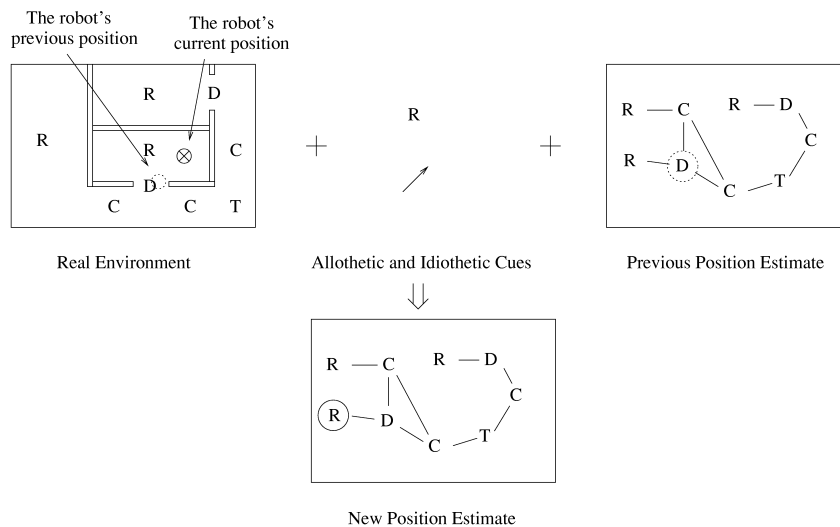 The robot's
previous position
The robot's
current position
R
D
R
R
C
D
C
C
T
+
R
+
R
C
R
D
R
D
C
C
T
Real Environment
Allothetic and Idiothetic Cues
Previous Position Estimate
R
C
R
D
R
D
C
C
T
New Position Estimate